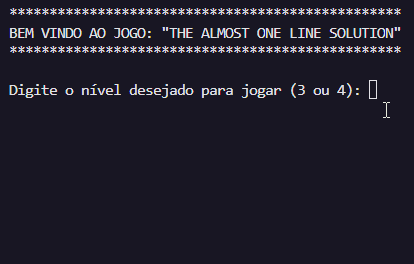 *************************************************
BEM VINDO AO JOGO: "THE ALMOST ONE LINE SOLUTION"
*************************************************
Digite o nível desejado para jogar (3 ou 4):